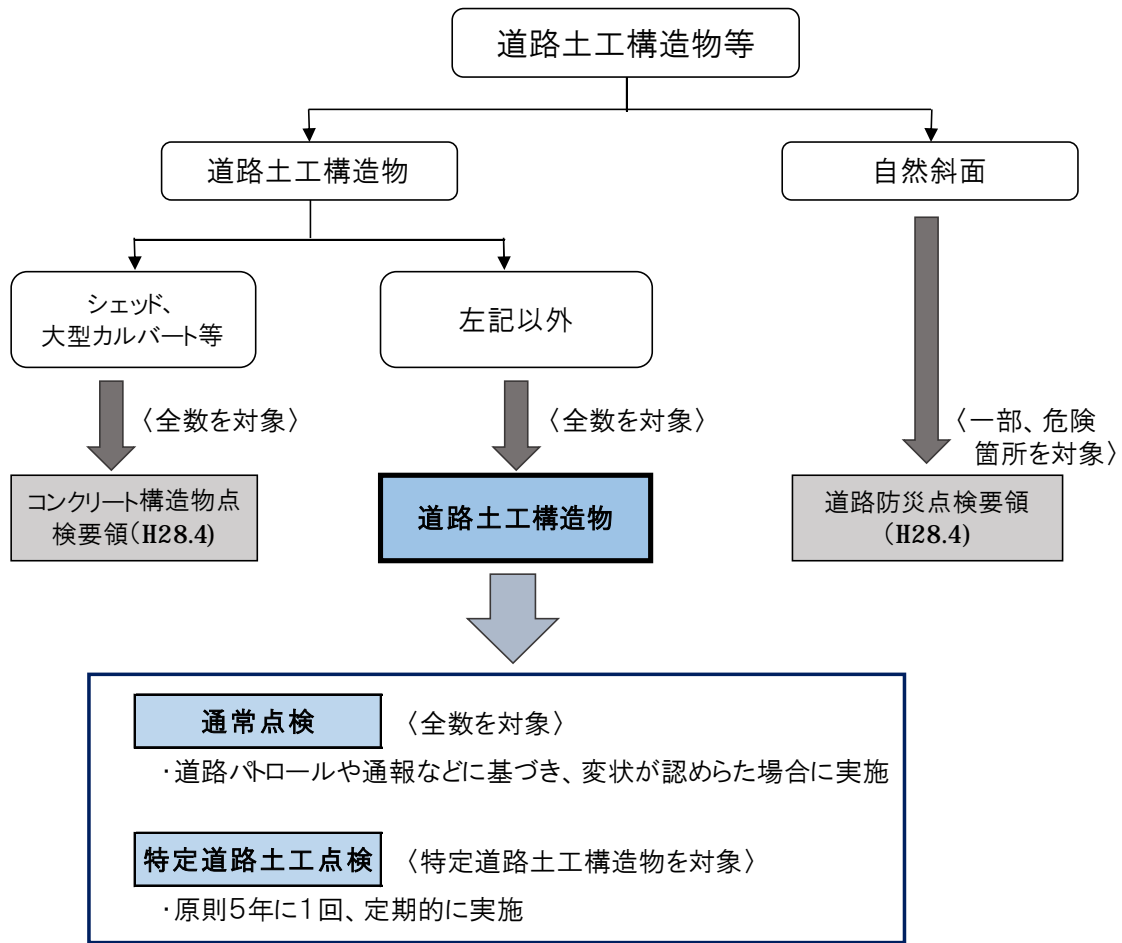 道路土工構造物等
道路土工構造物
自然斜面
シェッド、
大型カルバート等
左記以外
〈全数を対象〉
〈全数を対象〉
〈一部、危険
箇所を対象〉
コンクリート構造物点
検要領(H28.4)
道路土工構造物
道路防災点検要領
(H28.4)
通常点検 〈全数を対象〉
・道路パトロールや通報などに基づき、変状が認めらた場合に実施
特定道路土工点検 〈特定道路土工構造物を対象〉
・原則5年に1回、定期的に実施